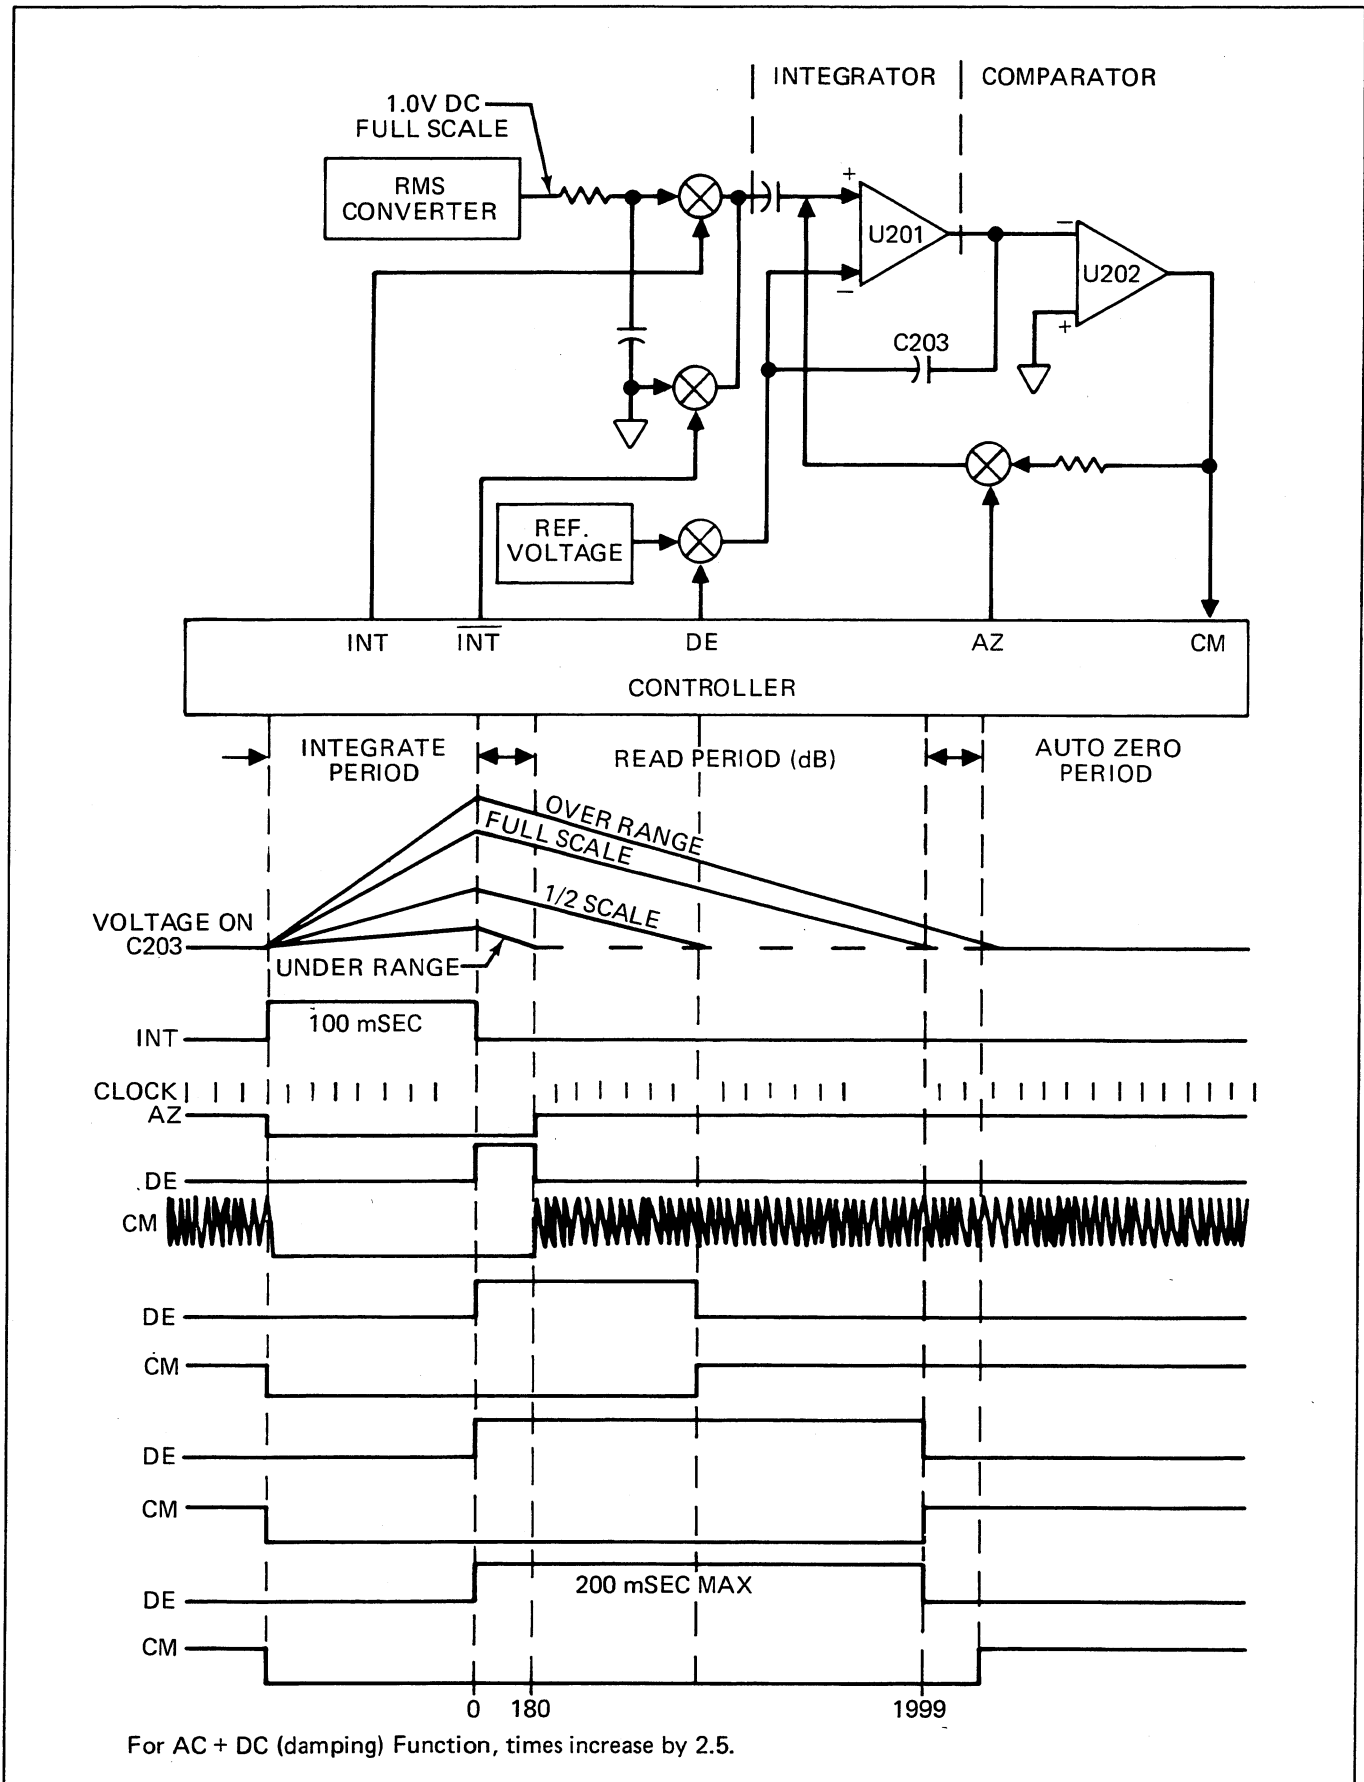 INTEGRATOR
COMPARATOR
1.0V DC
FULL SCALE
RMS
CONVERTER
+
−
U201
−
+
U202
C203
REF.
VOLTAGE
INT
INT
DE
AZ
CM
CONTROLLER
INTEGRATE
PERIOD
READ PERIOD (dB)
AUTO ZERO
PERIOD
OVER RANGE
FULL SCALE
1/2 SCALE
VOLTAGE ON
C203
UNDER RANGE
INT
100 mSEC
CLOCK
AZ
DE
CM
DE
CM
DE
CM
DE
200 mSEC MAX
CM
0
180
1999
For AC + DC (damping) Function, times increase by 2.5.